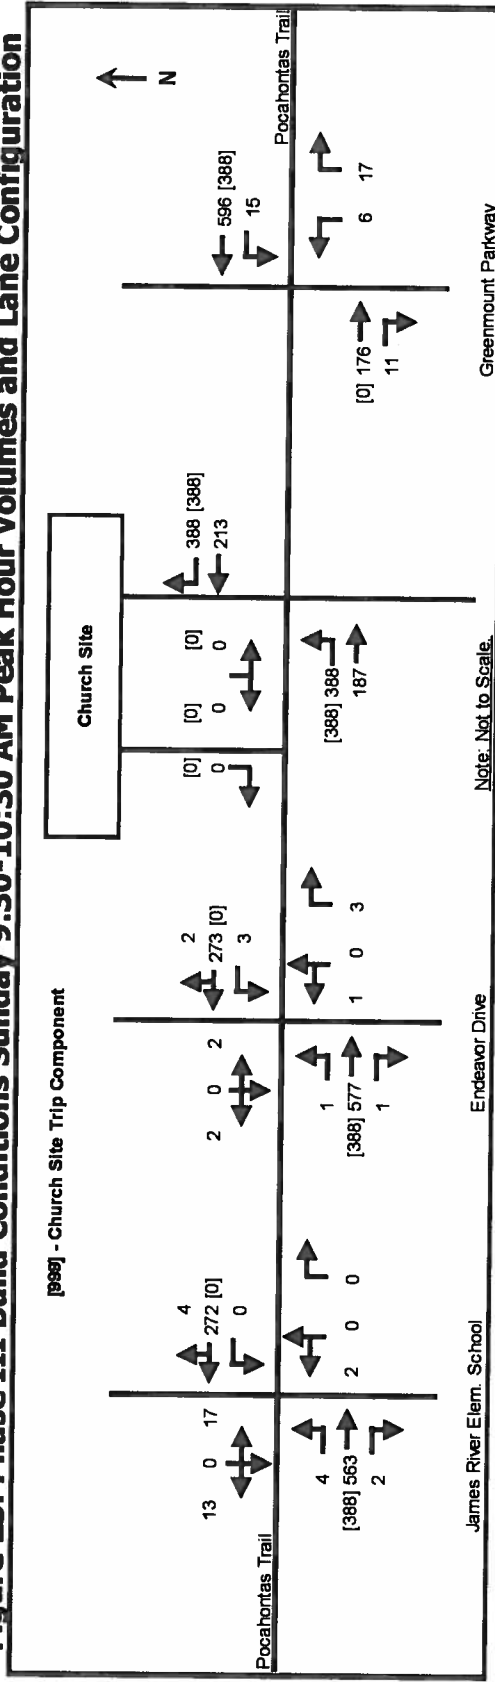 Phase III Build Conditions Sunday 9:30-10:30 AM Peak Hour Volumes and Lane Configuration
[999] - Church Site Trip Component
Church Site
N
13 0 17
4
272 [0]
0
2 0 2
2
273 [0]
3
[0]
0
[0] [0]
0 0
388 [388]
213
596 [388]
15
Pocahontas Trail
Pocahontas Trail
4
[388] 563
2
2 0 0
1
[388] 577
1
1 0 3
[388] 388
187
[0] 176
11
6 17
James River Elem. School
Endeavor Drive
Note: Not to Scale.
Greenmount Parkway